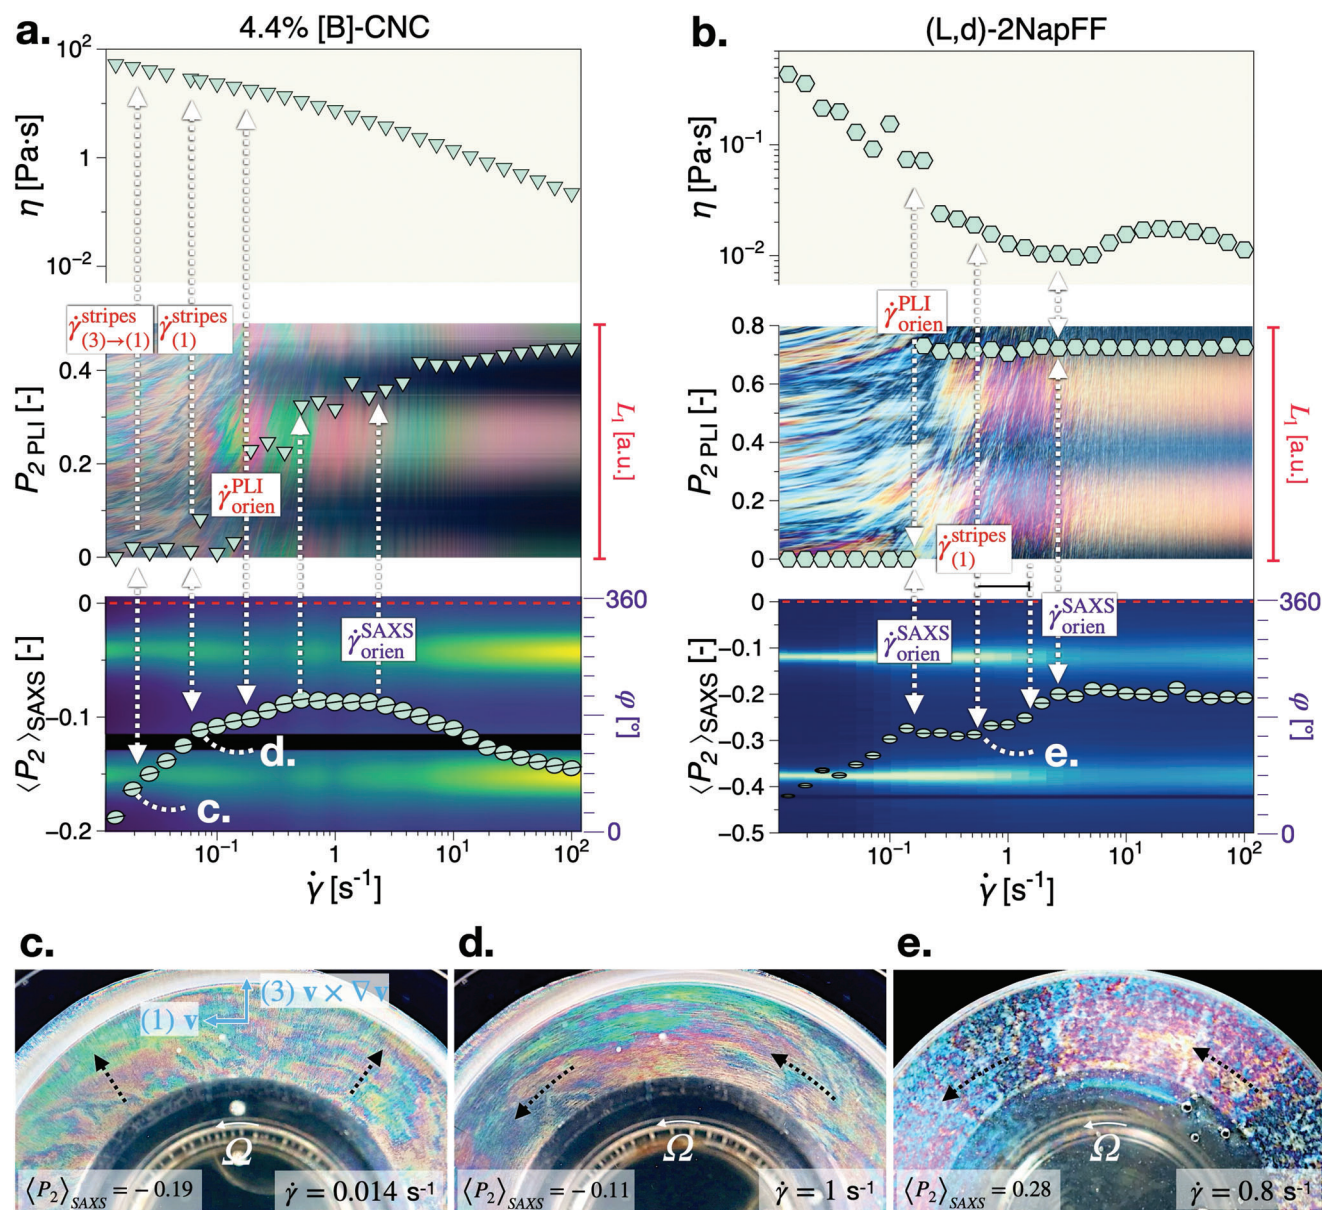 a.
4.4% [B]-CNC
10²
1
10⁻²
η [Pa·s]
γ̇ stripes (3)→(1)
γ̇ stripes (1)
γ̇ PLI orien
0.4
0.2
0
P₂ PLI [-]
L₁ [a.u.]
0
−0.1
−0.2
⟨P₂⟩SAXS [-]
γ̇ SAXS orien
d.
c.
360
φ [°]
0
10⁻¹ 1 10¹ 10²
γ̇ [s⁻¹]
b.
(L,d)-2NapFF
10⁻¹
10⁻²
η [Pa·s]
γ̇ PLI orien
0.8
0.6
0.4
0.2
0
P₂ PLI [-]
γ̇ stripes (1)
L₁ [a.u.]
0
−0.1
−0.2
−0.3
−0.4
−0.5
⟨P₂⟩SAXS [-]
γ̇ SAXS orien
γ̇ SAXS orien
e.
360
φ [°]
0
10⁻¹ 1 10¹ 10²
γ̇ [s⁻¹]
c.
(3) v × ∇v
(1) v
Ω
⟨P₂⟩SAXS = − 0.19
γ̇ = 0.014 s⁻¹
d.
Ω
⟨P₂⟩SAXS = − 0.11
γ̇ = 1 s⁻¹
e.
Ω
⟨P₂⟩SAXS = 0.28
γ̇ = 0.8 s⁻¹